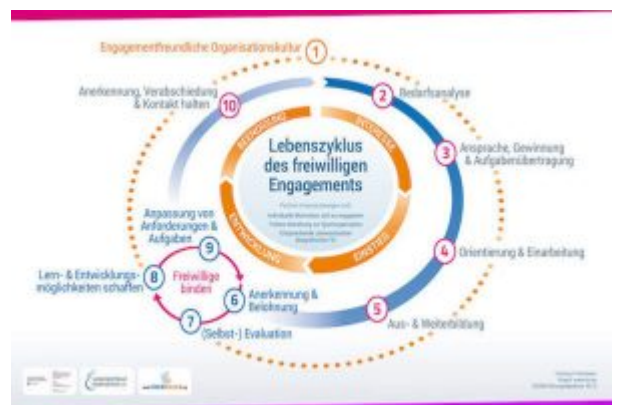 Engagementfreundliche Organisationskultur
1
2
Bedarfsanalyse
3
Ansprache, Gewinnung
& Aufgabenübertragung
4
Orientierung & Einarbeitung
5
Aus- & Weiterbildung
6
Anerkennung &
Belohnung
7
(Selbst-) Evaluation
8
Lern- & Entwicklungs-
möglichkeiten schaffen
9
Anpassung von
Anforderungen &
Aufgaben
Freiwillige
binden
10
Anerkennung, Verabschiedung
& Kontakt halten
INTERESSE
EINSTIEG
ENTWICKLUNG
BEENDIGUNG
Lebenszyklus
des freiwilligen
Engagements